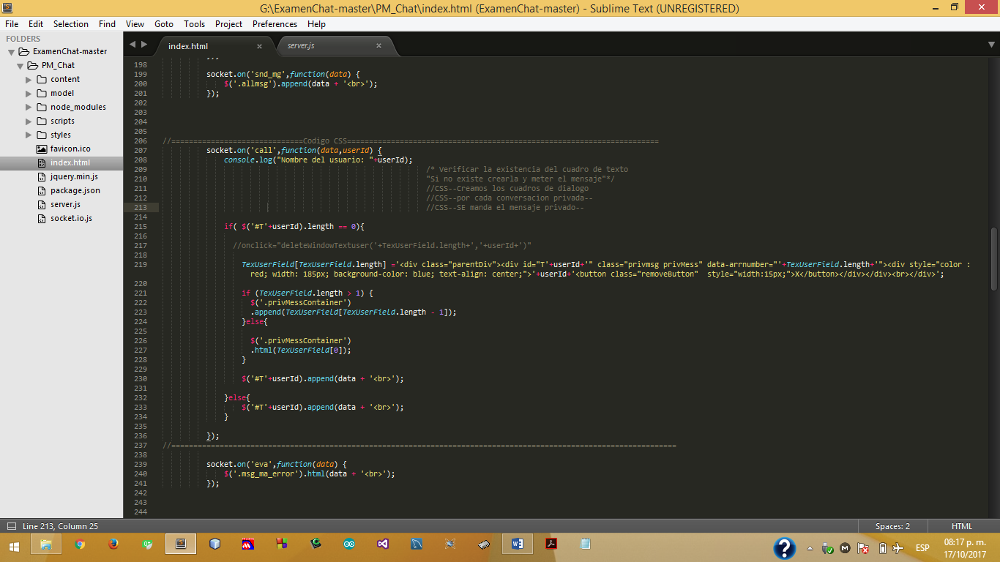 G:\ExamenChat-master\PM_Chat\index.html (ExamenChat-master) - Sublime Text (UNREGISTERED)
File Edit Selection Find View Goto Tools Project Preferences Help
FOLDERS
ExamenChat-master
PM_Chat
content
model
node_modules
scripts
styles
favicon.ico
index.html
jquery.min.js
package.json
server.js
socket.io.js
index.html × server.js ×
198
199 socket.on('snd_mg',function(data) {
200 $('.allmsg').append(data + '<br>');
201 });
202
203
204
205
206 //==============================Codigo CSS=======================================================================
207 socket.on('call',function(data,userId) {
208 console.log("Nombre del usuario: "+userId);
209 /* Verificar la existencia del cuadro de texto
210 "Si no existe crearla y meter el mensaje"*/
211 //CSS--Creamos los cuadros de dialogo
212 //CSS--por cada conversacion privada--
213 //CSS--SE manda el mensaje privado--
214
215 if( $('#T'+userId).length == 0){
216
217 //onclick="deleteWindowTextuser('+TexUserField.length+','+userId+')"
218
219 TexUserField[TexUserField.length] ='<div class="parentDiv"><div id="T'+userId+'" class="privmsg privMess" data-arrnumber="'+TexUserField.length+'"><div style="color :
red; width: 185px; background-color: blue; text-align: center;">'+userId+'<button class="removeButton"  style="width:15px;">X</button></div></div><br></div>';
220
221 if (TexUserField.length > 1) {
222 $('.privMessContainer')
223 .append(TexUserField[TexUserField.length - 1]);
224 }else{
225
226 $('.privMessContainer')
227 .html(TexUserField[0]);
228 }
229
230 $('#T'+userId).append(data + '<br>');
231
232 }else{
233 $('#T'+userId).append(data + '<br>');
234 }
235
236 });
237 //===================================================================================================================
238
239 socket.on('eva',function(data) {
240 $('.msg_ma_error').html(data + '<br>');
241 });
242
243
244
Line 213, Column 25 Spaces: 2 HTML
ESP
08:17 p. m.
17/10/2017